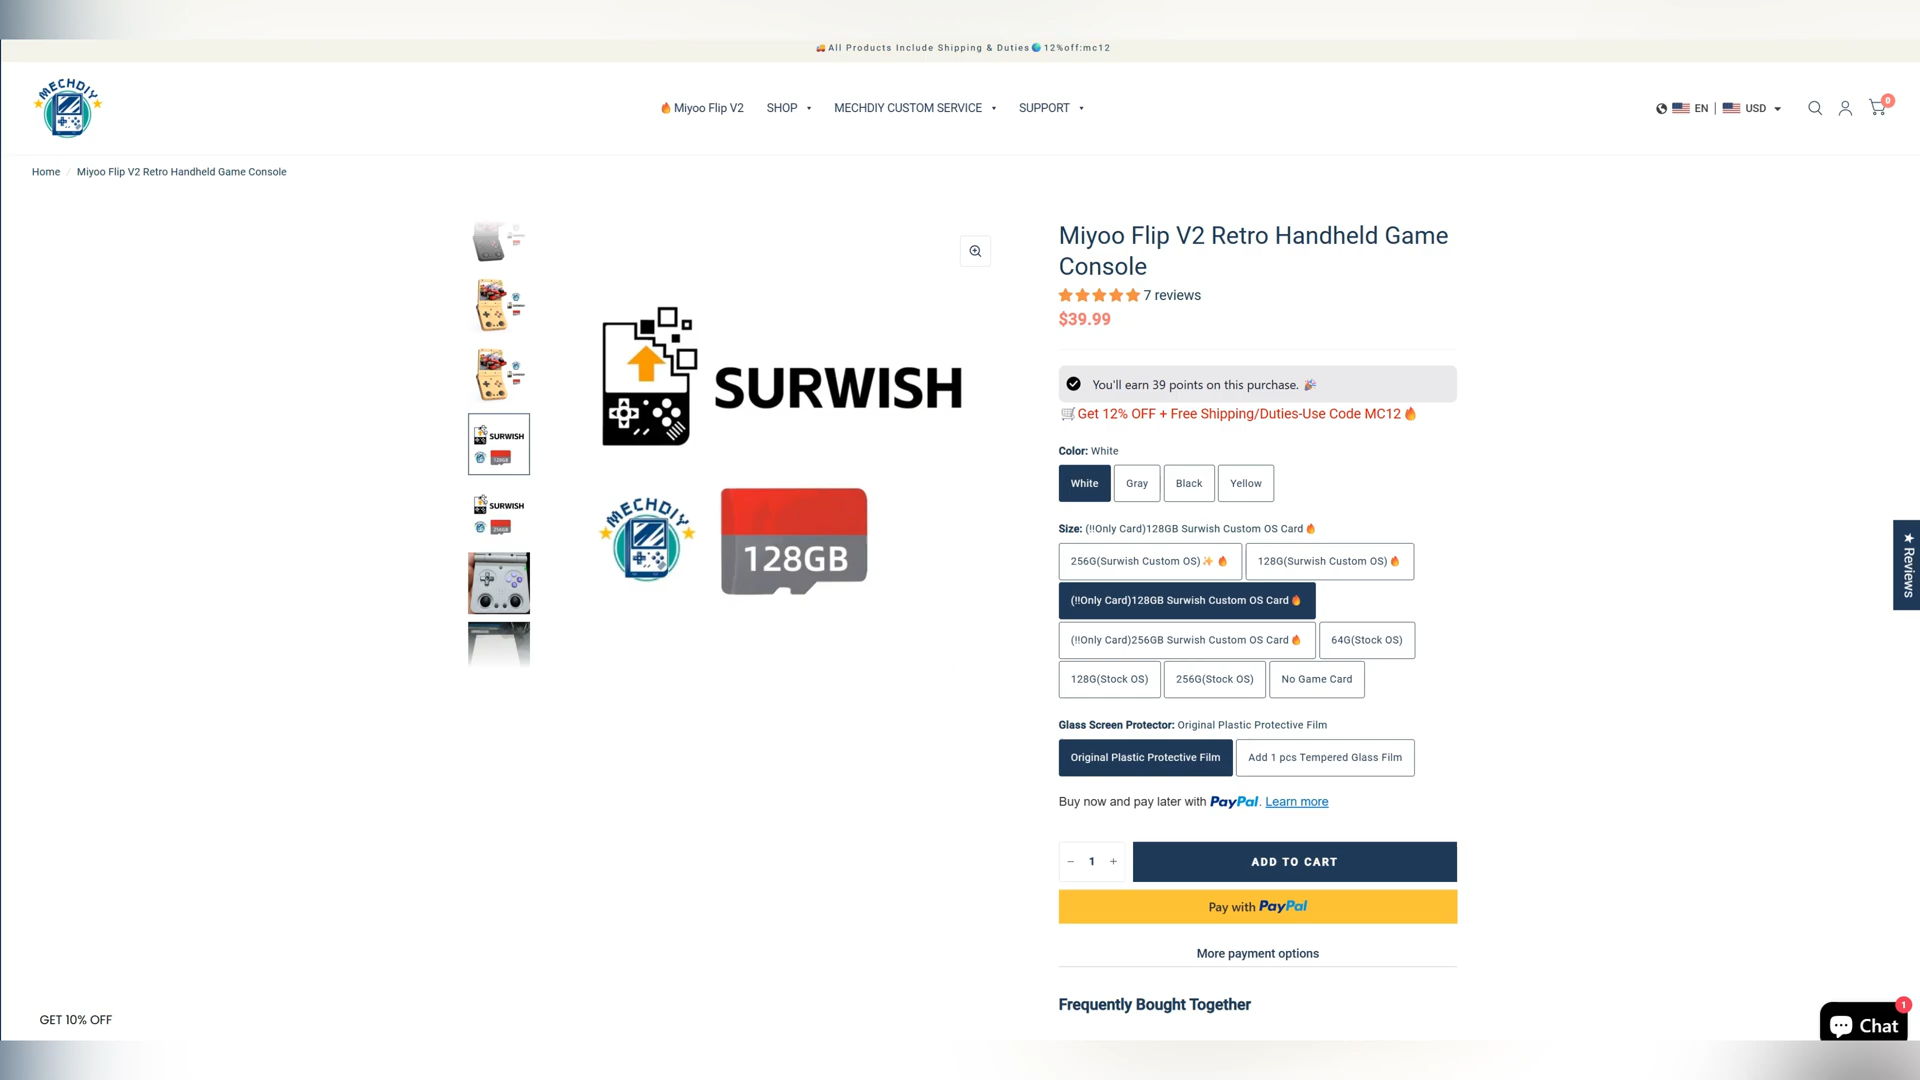 🚚All Products Include Shipping & Duties🌏12%off:mc12
MECHDIY
🔥Miyoo Flip V2
SHOP
MECHDIY CUSTOM SERVICE
SUPPORT
EN | USD
0
Home / Miyoo Flip V2 Retro Handheld Game Console
SURWISH
MECHDIY
128GB
SURWISH
128GB
SURWISH
256GB
Miyoo Flip V2 Retro Handheld Game
Console
7 reviews
$39.99
You'll earn 39 points on this purchase. 🎉
🛒Get 12% OFF + Free Shipping/Duties-Use Code MC12🔥
Color: White
White
Gray
Black
Yellow
Size: (!!Only Card)128GB Surwish Custom OS Card🔥
256G(Surwish Custom OS)✨🔥
128G(Surwish Custom OS)🔥
(!!Only Card)128GB Surwish Custom OS Card🔥
(!!Only Card)256GB Surwish Custom OS Card🔥
64G(Stock OS)
128G(Stock OS)
256G(Stock OS)
No Game Card
Glass Screen Protector: Original Plastic Protective Film
Original Plastic Protective Film
Add 1 pcs Tempered Glass Film
Buy now and pay later with PayPal. Learn more
− 1 +
ADD TO CART
Pay with PayPal
More payment options
Frequently Bought Together
★ Reviews
GET 10% OFF
1
Chat